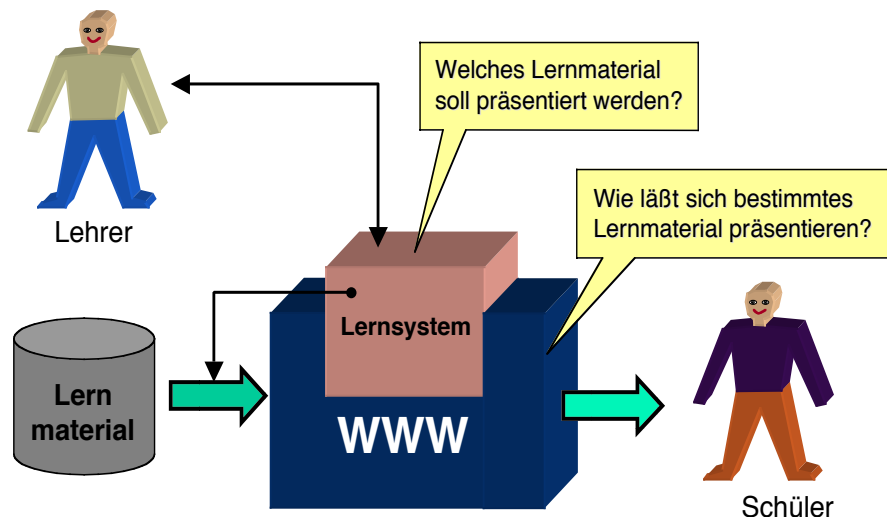 Welches Lernmaterial
soll präsentiert werden?
Wie läßt sich bestimmtes
Lernmaterial präsentieren?
Lehrer
Lernsystem
Lern
material
WWW
Schüler